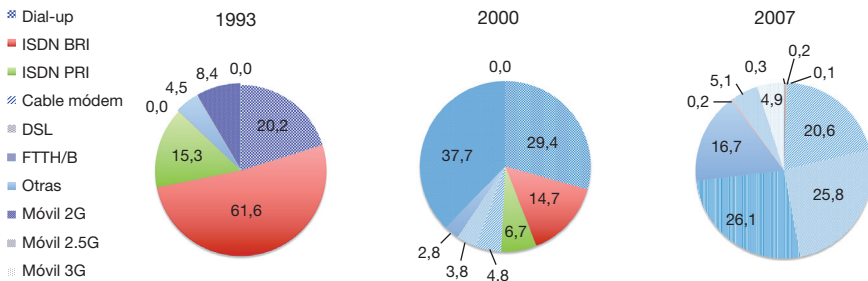 Dial-up
ISDN BRI
ISDN PRI
Cable módem
DSL
FTTH/B
Otras
Móvil 2G
Móvil 2.5G
Móvil 3G
1993
0,0
8,4
4,5
0,0
20,2
15,3
61,6
2000
0,0
29,4
37,7
14,7
6,7
2,8
3,8
4,8
2007
0,2
0,3
0,1
5,1
4,9
0,2
20,6
16,7
25,8
26,1